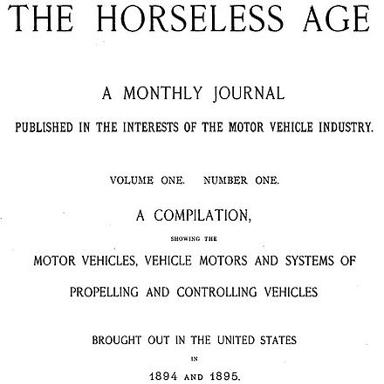 THE HORSELESS AGE
A MONTHLY JOURNAL
PUBLISHED IN THE INTERESTS OF THE MOTOR VEHICLE INDUSTRY.
VOLUME ONE. NUMBER ONE.
A COMPILATION,
SHOWING THE
MOTOR VEHICLES, VEHICLE MOTORS AND SYSTEMS OF
PROPELLING AND CONTROLLING VEHICLES
BROUGHT OUT IN THE UNITED STATES
IN
1894 AND 1895.